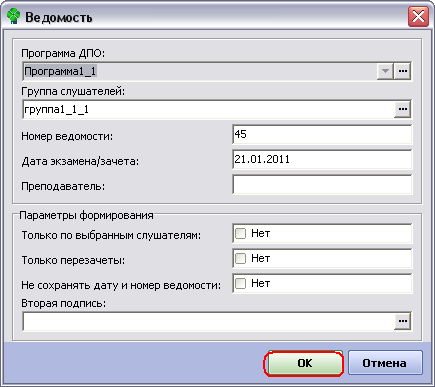 Ведомость
Программа ДПО:
Программа1_1
Группа слушателей:
группа1_1_1
Номер ведомости: 45
Дата экзамена/зачета: 21.01.2011
Преподаватель:
Параметры формирования
Только по выбранным слушателям: Нет
Только перезачеты: Нет
Не сохранять дату и номер ведомости: Нет
Вторая подпись:
ОК Отмена